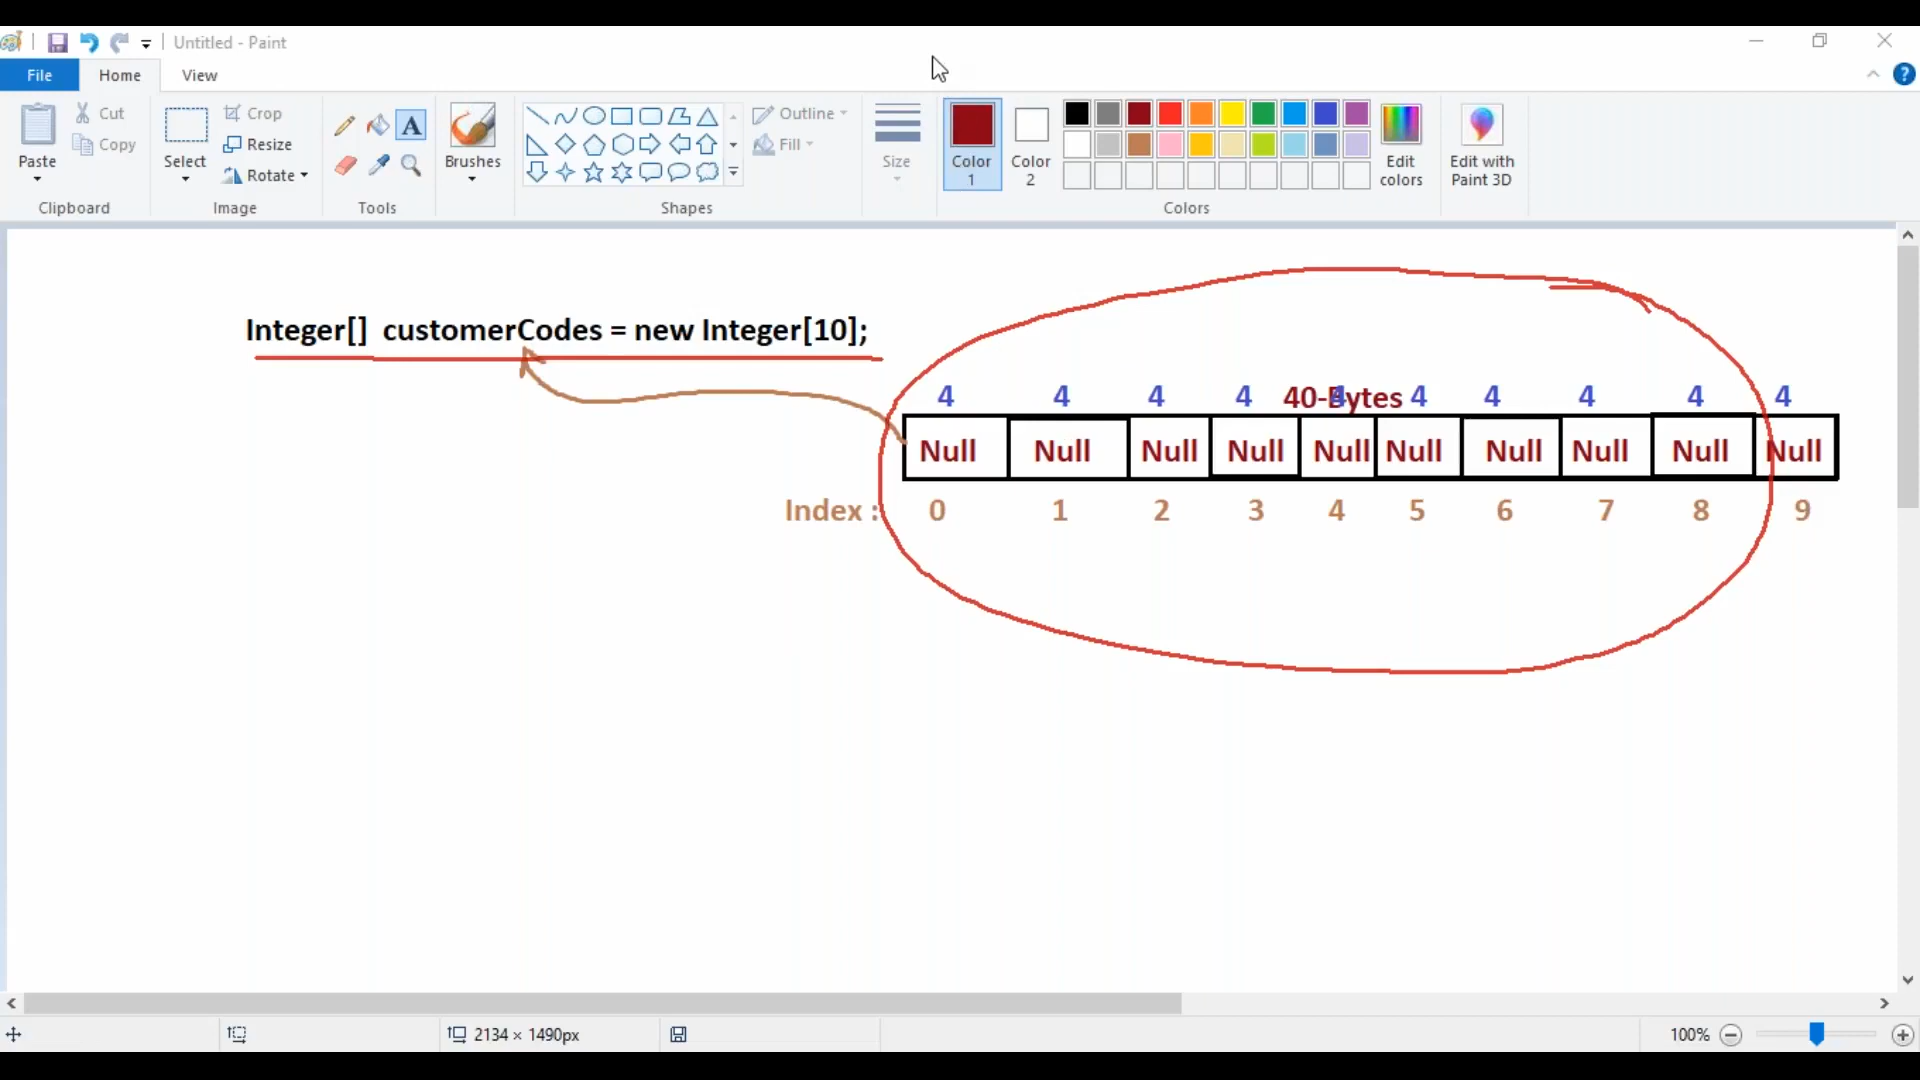 Untitled - Paint
File Home View
Cut
Copy
Paste
Crop
Resize
Rotate
Select
A
Brushes
Outline
Fill
Size
Color 1
Color 2
Edit colors
Edit with Paint 3D
Clipboard Image Tools Shapes Colors
Integer[] customerCodes = new Integer[10];
40-Bytes
4 4 4 4 4 4 4 4 4 4
Null Null Null Null Null Null Null Null Null Null
Index : 0 1 2 3 4 5 6 7 8 9
2134 × 1490px
100%